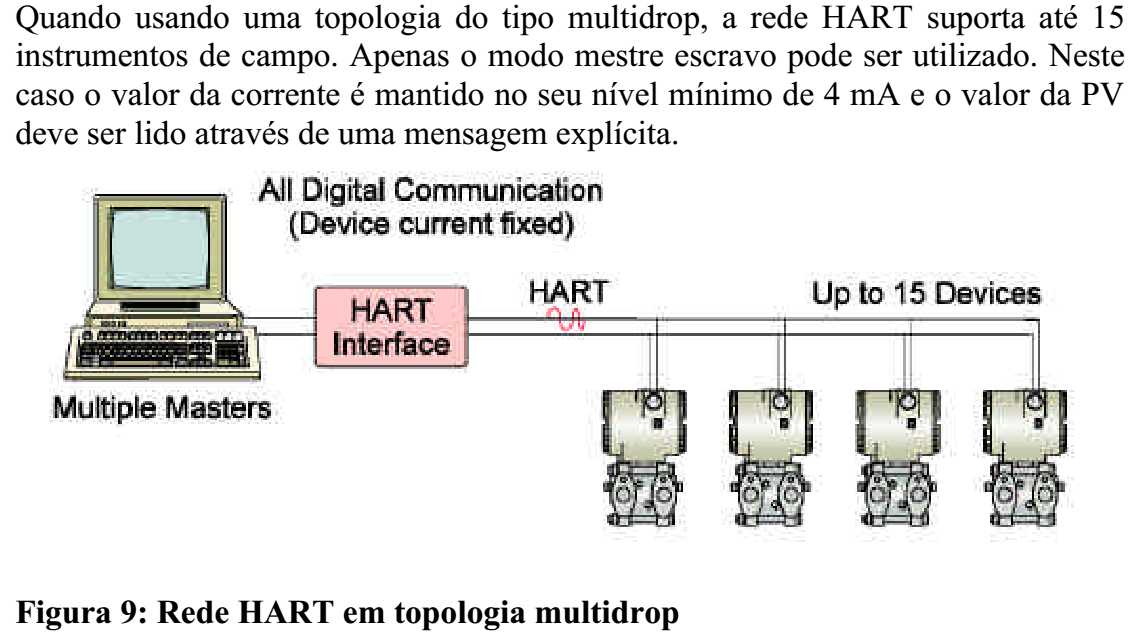 Quando usando uma topologia do tipo multidrop, a rede HART suporta até 15
instrumentos de campo. Apenas o modo mestre escravo pode ser utilizado. Neste
caso o valor da corrente é mantido no seu nível mínimo de 4 mA e o valor da PV
deve ser lido através de uma mensagem explícita.
All Digital Communication
(Device current fixed)
HART
Interface
HART
Up to 15 Devices
Multiple Masters
Figura 9: Rede HART em topologia multidrop